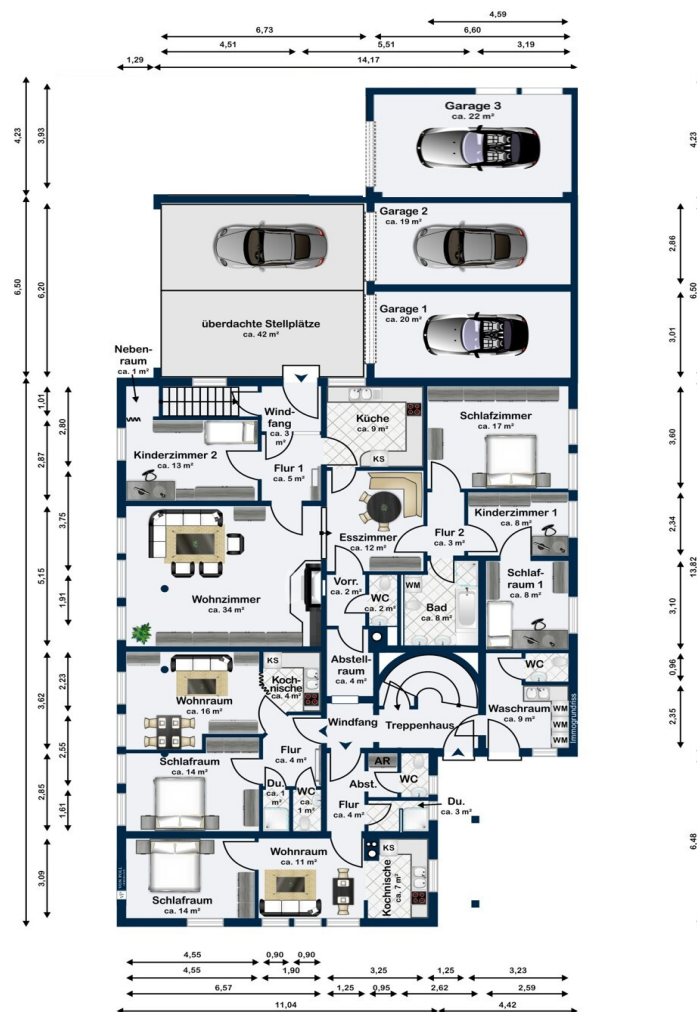 4,59
6,73
6,60
4,51
5,51
3,19
1,29
14,17
4,23
3,93
Garage 3
ca. 22 m²
4,23
6,50
6,20
Garage 2
ca. 19 m²
2,86
6,50
überdachte Stellplätze
ca. 42 m²
Garage 1
ca. 20 m²
3,01
Neben-
raum
ca. 1 m²
1,01
2,80
2,87
Wind-
fang
ca. 3
m²
Küche
ca. 9 m²
KS
Schlafzimmer
ca. 17 m²
3,60
Kinderzimmer 2
ca. 13 m²
Flur 1
ca. 5 m²
3,75
5,15
1,91
Esszimmer
ca. 12 m²
Flur 2
ca. 3 m²
Kinderzimmer 1
ca. 8 m²
2,34
13,82
Wohnzimmer
ca. 34 m²
Vorr.
ca. 2 m²
WC
ca. 2 m²
WM
Bad
ca. 8 m²
Schlaf-
raum 1
ca. 8 m²
3,10
Abstell-
raum
ca. 4 m²
WC
0,96
3,62
2,23
2,55
KS
Koch-
nische
ca. 4 m²
Wohnraum
ca. 16 m²
Windfang
Treppenhaus
Waschraum
ca. 9 m²
WM
WM
WM
Immogrundriss
2,35
Schlafraum
ca. 14 m²
Flur
ca. 4 m²
Du.
ca. 1
m²
WC
ca.
1 m²
2,85
1,61
AR
Abst.
WC
Flur
ca. 4 m²
Du.
ca. 3 m²
6,48
3,09
Wohnraum
ca. 11 m²
KS
Kochnische
ca. 7 m²
Schlafraum
ca. 14 m²
4,55
0,90
0,90
4,55
1,90
3,25
1,25
3,23
6,57
1,25
0,95
2,62
2,59
11,04
4,42